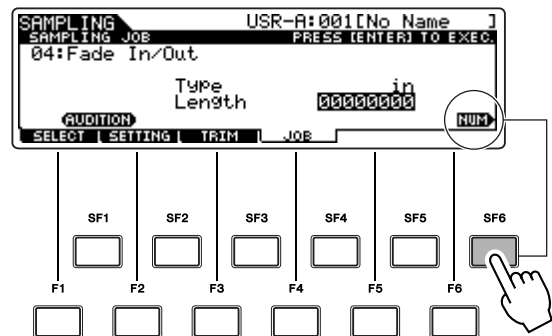 SAMPLING USR-A:001[No Name ]
SAMPLING JOB PRESS [ENTER] TO EXEC.
04:Fade In/Out
Type in
Length 00000000
AUDITION NUM
SELECT SETTING TRIM JOB
SF1 SF2 SF3 SF4 SF5 SF6
F1 F2 F3 F4 F5 F6